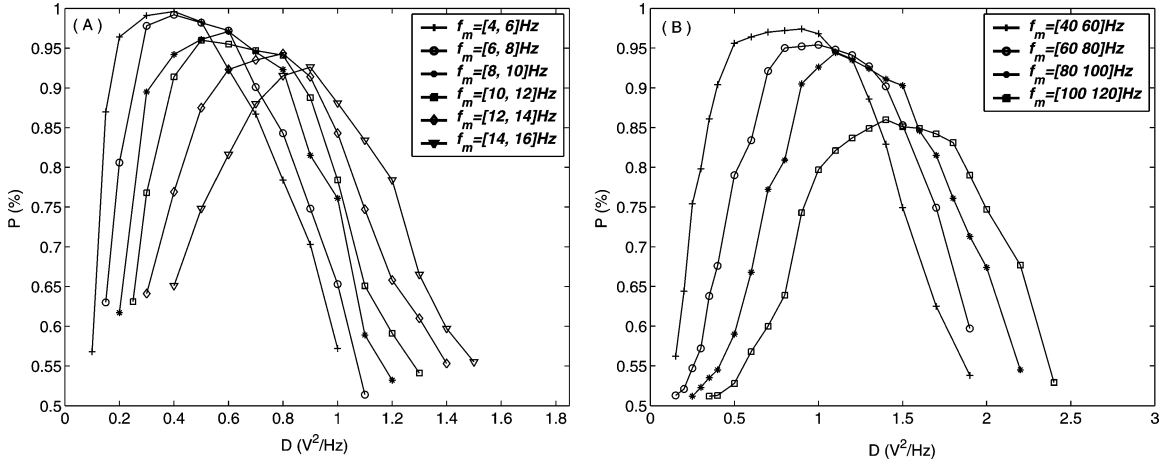 (A)
f_m=[4, 6]Hz
f_m=[6, 8]Hz
f_m=[8, 10]Hz
f_m=[10, 12]Hz
f_m=[12, 14]Hz
f_m=[14, 16]Hz
1
0.95
0.9
0.85
0.8
0.75
0.7
0.65
0.6
0.55
0.5
P (%)
0 0.2 0.4 0.6 0.8 1 1.2 1.4 1.6 1.8
D (V²/Hz)
(B)
f_m=[40 60]Hz
f_m=[60 80]Hz
f_m=[80 100]Hz
f_m=[100 120]Hz
1
0.95
0.9
0.85
0.8
0.75
0.7
0.65
0.6
0.55
0.5
P (%)
0 0.5 1 1.5 2 2.5 3
D (V²/Hz)